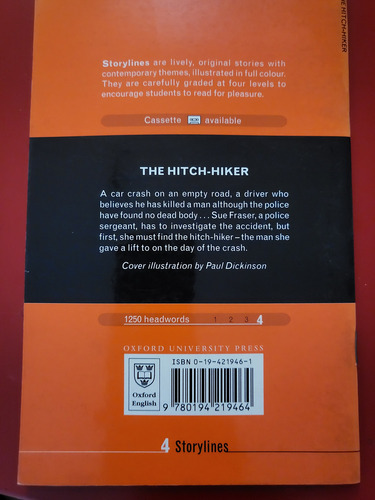 THE HITCH-HIKER
Storylines are lively, original stories with
contemporary themes, illustrated in full colour.
They are carefully graded at four levels to
encourage students to read for pleasure.
Cassette available
THE HITCH-HIKER
A car crash on an empty road, a driver who
believes he has killed a man although the police
have found no dead body . . . Sue Fraser, a police
sergeant, has to investigate the accident, but
first, she must find the hitch-hiker – the man she
gave a lift to on the day of the crash.
Cover illustration by Paul Dickinson
1250 headwords 1 2 3 4
OXFORD UNIVERSITY PRESS
Oxford
English
ISBN 0-19-421946-1
9 780194 219464
4 Storylines